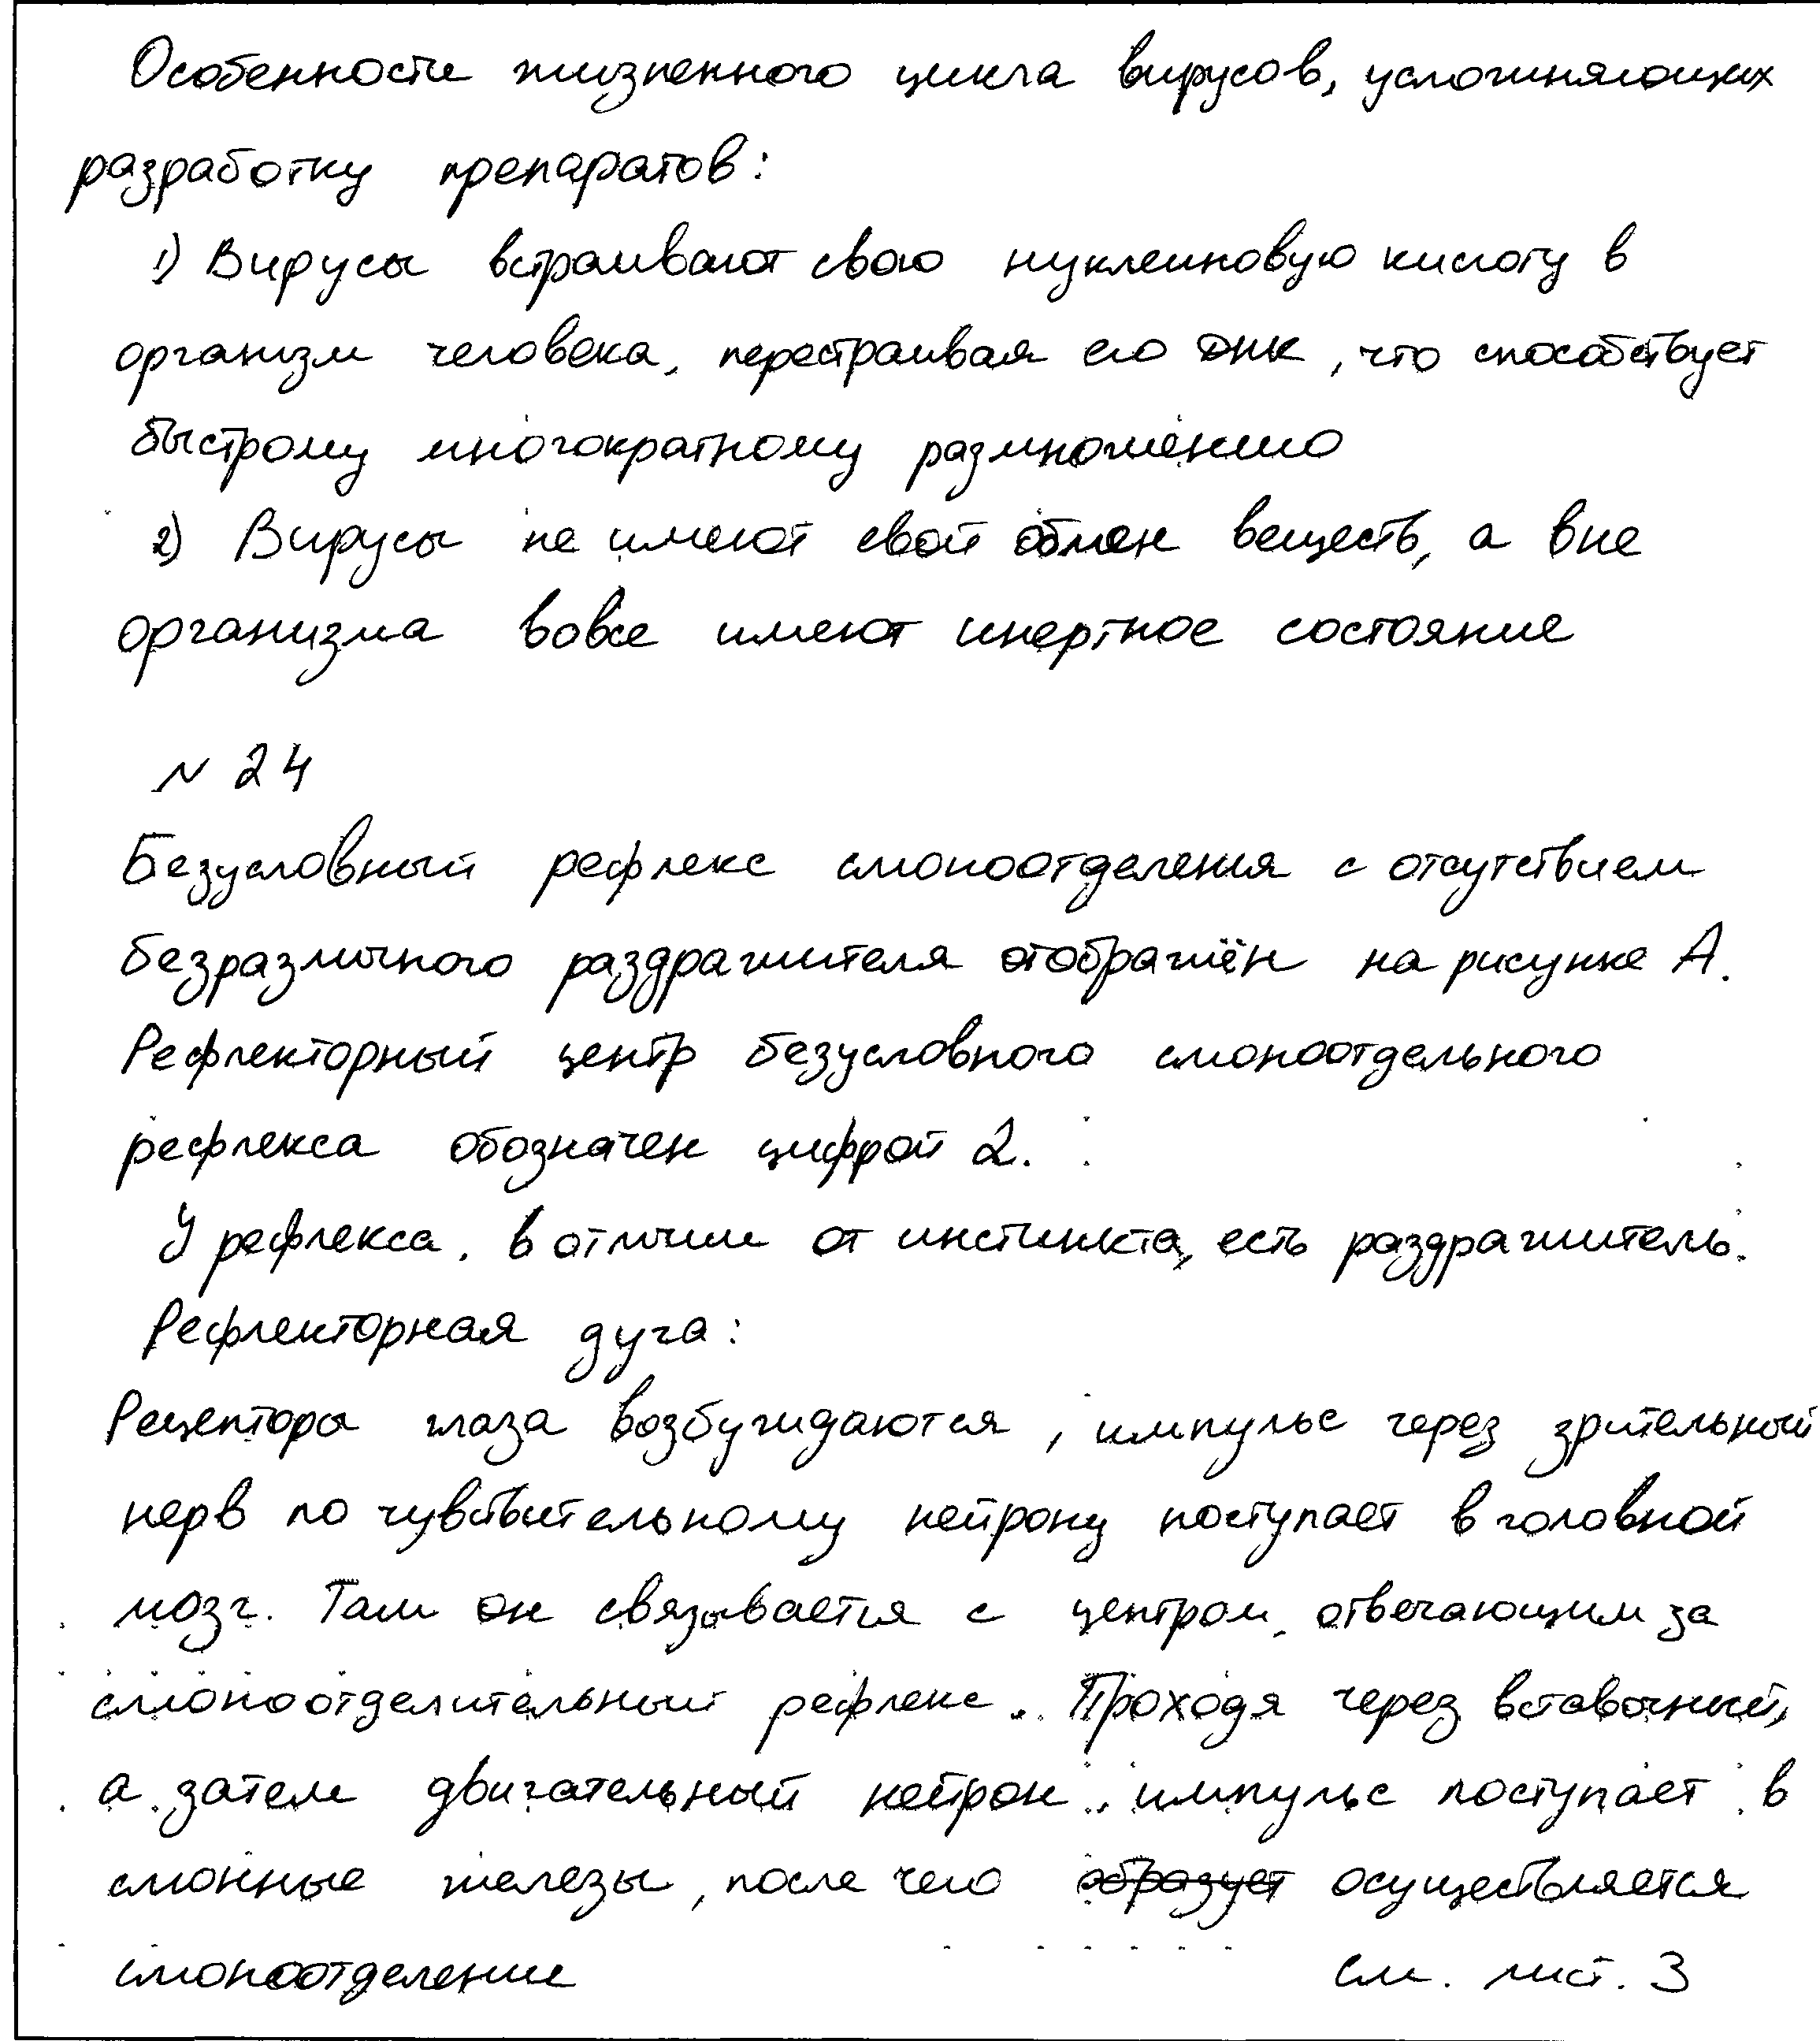 Особенности жизненного цикла вирусов, усложняющих
разработку препаратов:
1) Вирусы встраивают свою нуклеиновую кислоту в
организм человека, перестраивая его ДНК, что способствует
быстрому многократному размножению
2) Вирусы не имеют свой обмен веществ, а вне
организма вовсе имеют инертное состояние
N 24
Безусловный рефлекс слюноотделения с отсутствием
безразличного раздражителя отображён на рисунке А.
Рефлекторный центр безусловного слюноотдельного
рефлекса обозначен цифрой 2.
У рефлекса, в отличии от инстинкта, есть раздражитель.
Рефлекторная дуга:
Рецепторы глаза возбуждаются, импульс через зрительный
нерв по чувствительному нейрону поступает в головной
мозг. Там он связывается с центром, отвечающим за
слюноотделительный рефлекс. Проходя через вставочный,
а затем двигательный нейрон, импульс поступает в
слюнные железы, после чего образует осуществляется
слюноотделение см. лист. 3